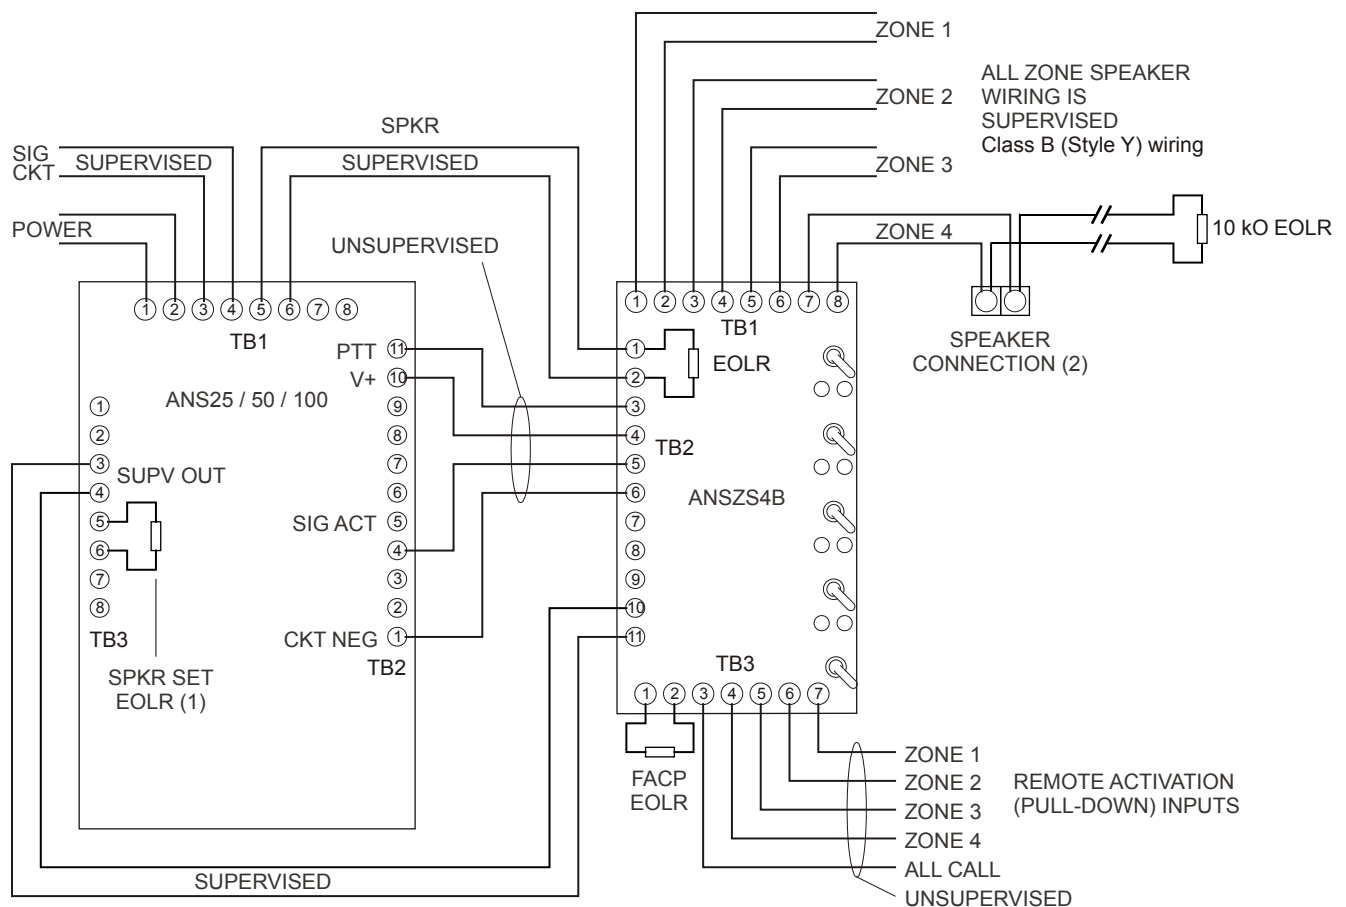 ZONE 1
ALL ZONE SPEAKER
ZONE 2
WIRING IS
SUPERVISED
Class B (Style Y) wiring
SPKR
SIG
CKT
SUPERVISED
SUPERVISED
ZONE 3
POWER
UNSUPERVISED
ZONE 4
10 kO EOLR
1 2 3 4 5 6 7 8
TB1
1 2 3 4 5 6 7 8
TB1
SPEAKER
CONNECTION (2)
PTT 11
V+ 10
9
8
7
6
SIG ACT 5
4
3
2
CKT NEG 1
TB2
ANS25 / 50 / 100
1
2
3
4
5
6
7
8
SUPV OUT
TB3
SPKR SET
EOLR (1)
1
2
3
4
5
6
7
8
9
10
11
EOLR
TB2
ANSZS4B
TB3
1 2 3 4 5 6 7
FACP
EOLR
ZONE 1
ZONE 2
ZONE 3
ZONE 4
ALL CALL
UNSUPERVISED
REMOTE ACTIVATION
(PULL-DOWN) INPUTS
SUPERVISED